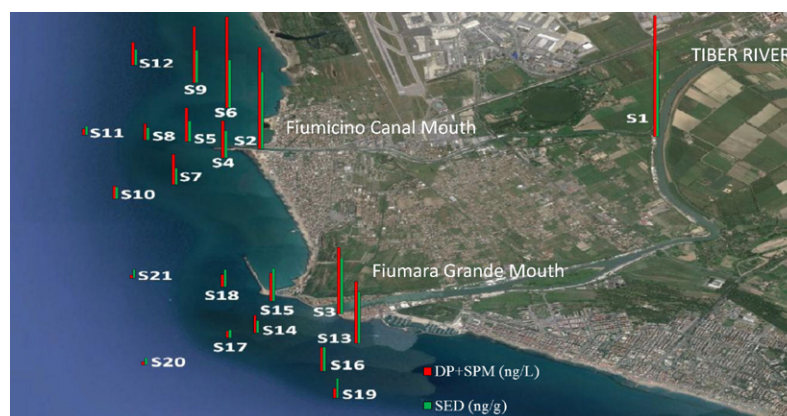 TIBER RIVER
S12
S9
S6
S1
S11
S8
S5
S2
Fiumicino Canal Mouth
S4
S7
S10
S21
S18
Fiumara Grande Mouth
S15
S3
S14
S13
S17
S16
S20
DP+SPM (ng/L)
S19
SED (ng/g)